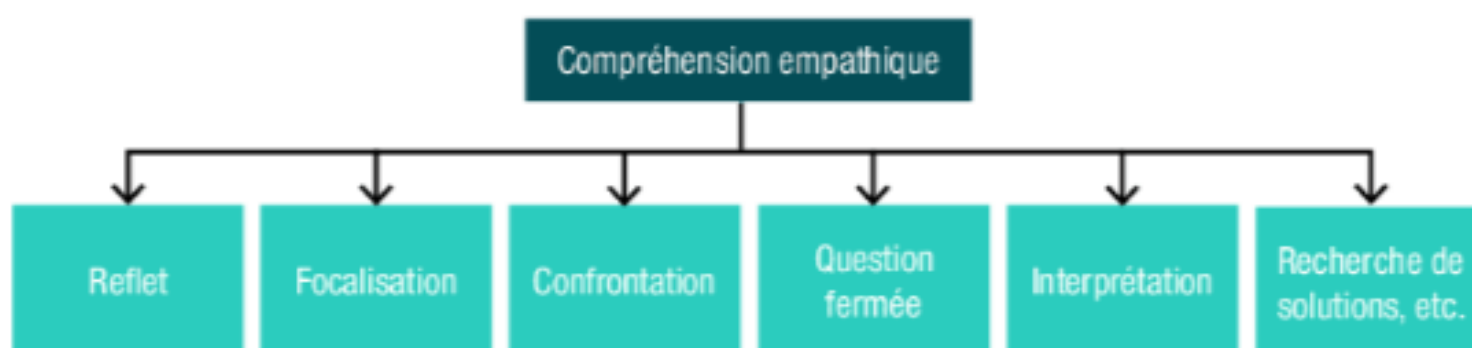 Compréhension empathique
Reflet
Focalisation
Confrontation
Question
fermée
Interprétation
Recherche de
solutions, etc.